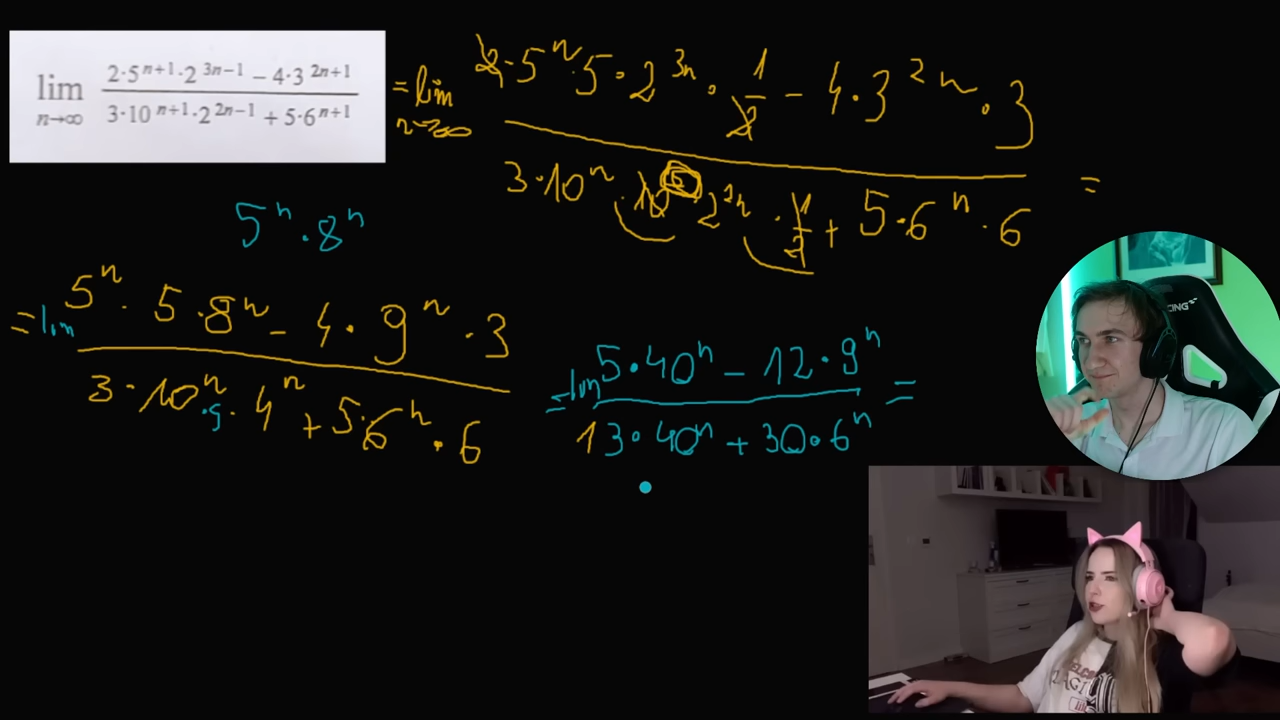 lim n→∞ (2·5^{n+1}·2^{3n−1} − 4·3^{2n+1}) / (3·10^{n+1}·2^{2n−1} + 5·6^{n+1})
= lim n→∞ (2·5^n·5·2^{3n}·1/2 − 4·3^{2n}·3) / (3·10^n·10·2^{2n}·1/2 + 5·6^n·6) =
5^n·8^n
= lim (5^n·5·8^n − 4·9^n·3) / (3·10^n·5·4^n + 5·6^n·6)
= lim (5·40^n − 12·9^n) / (13·40^n + 30·6^n) =